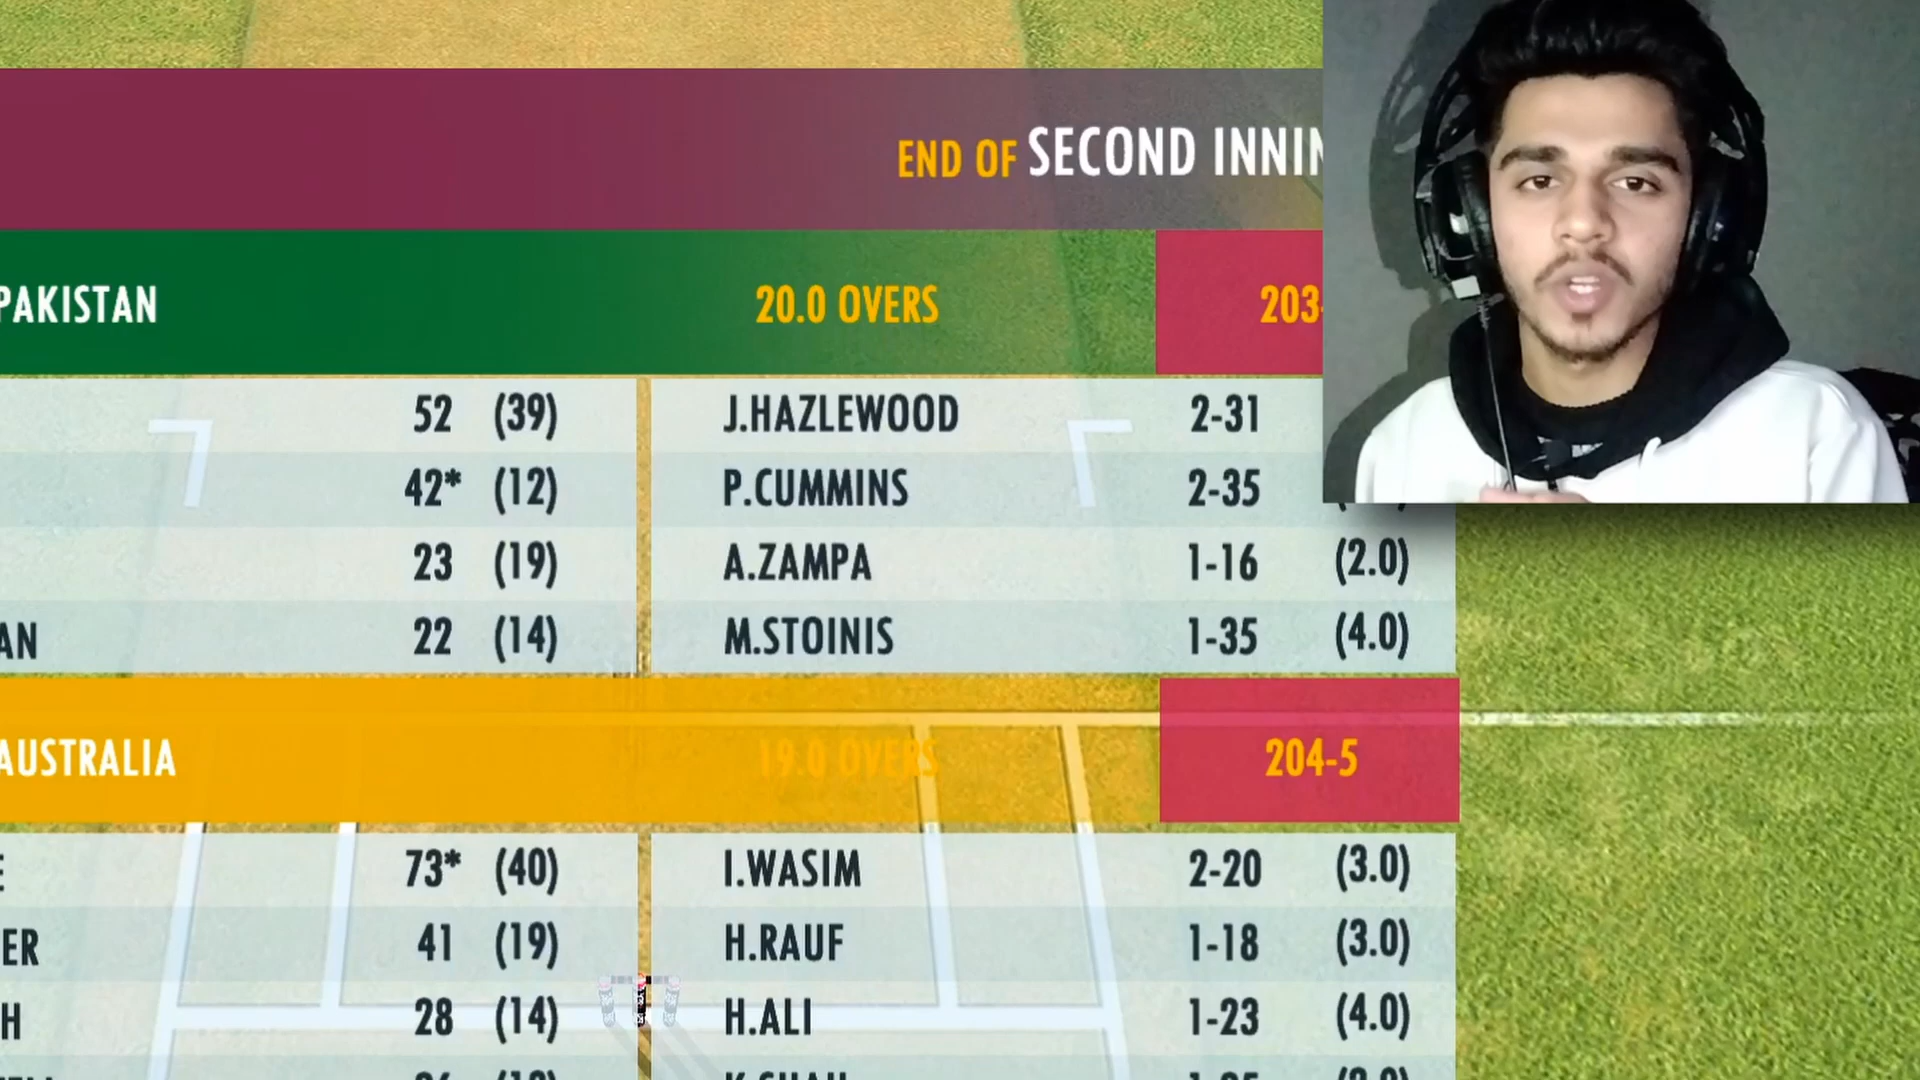 END OF SECOND INNIN
PAKISTAN 20.0 OVERS 203-
52 (39) J.HAZLEWOOD 2-31
42* (12) P.CUMMINS 2-35
23 (19) A.ZAMPA 1-16 (2.0)
AN 22 (14) M.STOINIS 1-35 (4.0)
AUSTRALIA 19.0 OVERS 204-5
E 73* (40) I.WASIM 2-20 (3.0)
ER 41 (19) H.RAUF 1-18 (3.0)
H 28 (14) H.ALI 1-23 (4.0)